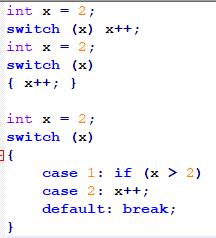 int x = 2;
switch (x) x++;
int x = 2;
switch (x)
{ x++; }

int x = 2;
switch (x)
{
    case 1: if (x > 2)
    case 2: x++;
    default: break;
}